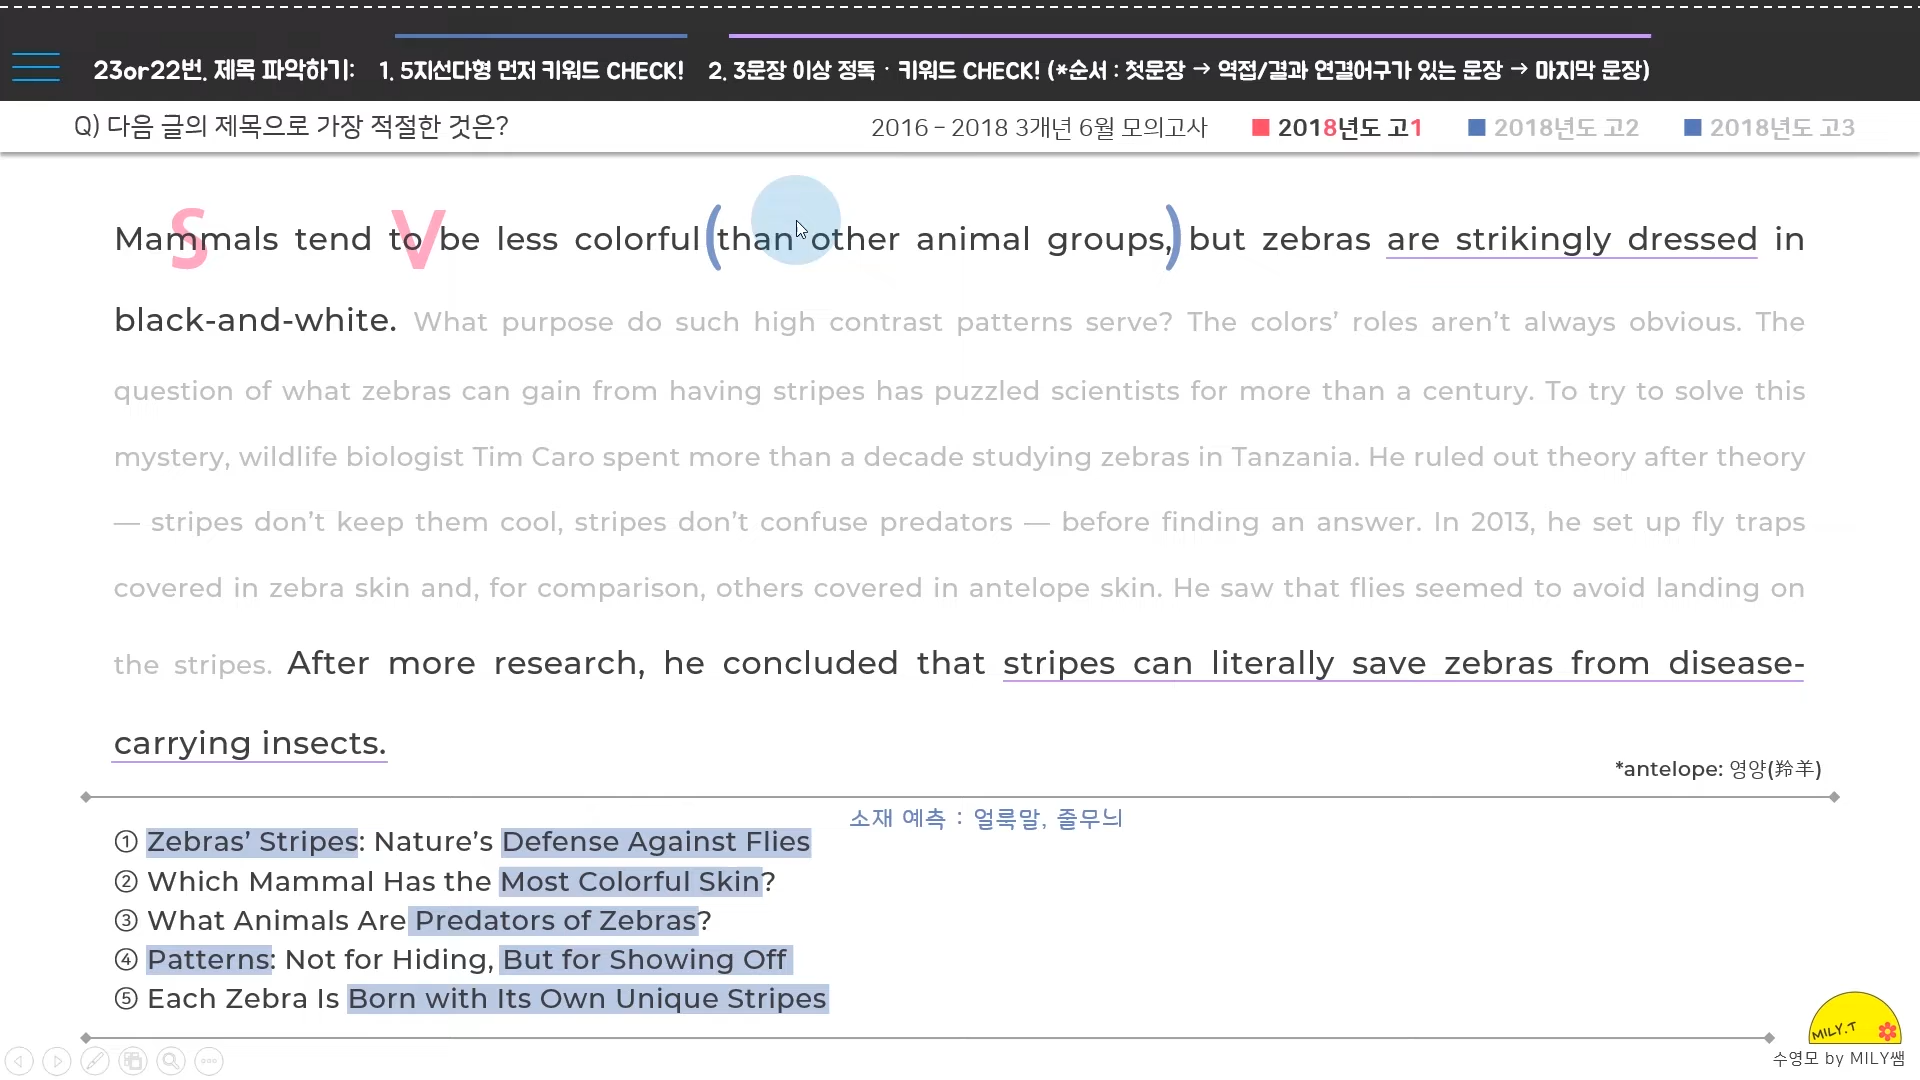 23or22번. 제목 파악하기: 1. 5지선다형 먼저 키워드 CHECK! 2. 3문장 이상 정독 · 키워드 CHECK! (*순서 : 첫문장 → 역접/결과 연결어구가 있는 문장 → 마지막 문장)
Q) 다음 글의 제목으로 가장 적절한 것은? 2016 – 2018 3개년 6월 모의고사 2018년도 고1 2018년도 고2 2018년도 고3
S V
Mammals tend to be less colorful (than other animal groups,) but zebras are strikingly dressed in
black-and-white. What purpose do such high contrast patterns serve? The colors’ roles aren’t always obvious. The
question of what zebras can gain from having stripes has puzzled scientists for more than a century. To try to solve this
mystery, wildlife biologist Tim Caro spent more than a decade studying zebras in Tanzania. He ruled out theory after theory
— stripes don’t keep them cool, stripes don’t confuse predators — before finding an answer. In 2013, he set up fly traps
covered in zebra skin and, for comparison, others covered in antelope skin. He saw that flies seemed to avoid landing on
the stripes. After more research, he concluded that stripes can literally save zebras from disease-
carrying insects.
*antelope: 영양(羚羊)
소재 예측 : 얼룩말, 줄무늬
① Zebras’ Stripes: Nature’s Defense Against Flies
② Which Mammal Has the Most Colorful Skin?
③ What Animals Are Predators of Zebras?
④ Patterns: Not for Hiding, But for Showing Off
⑤ Each Zebra Is Born with Its Own Unique Stripes
MILY.T
수영모 by MILY쌤